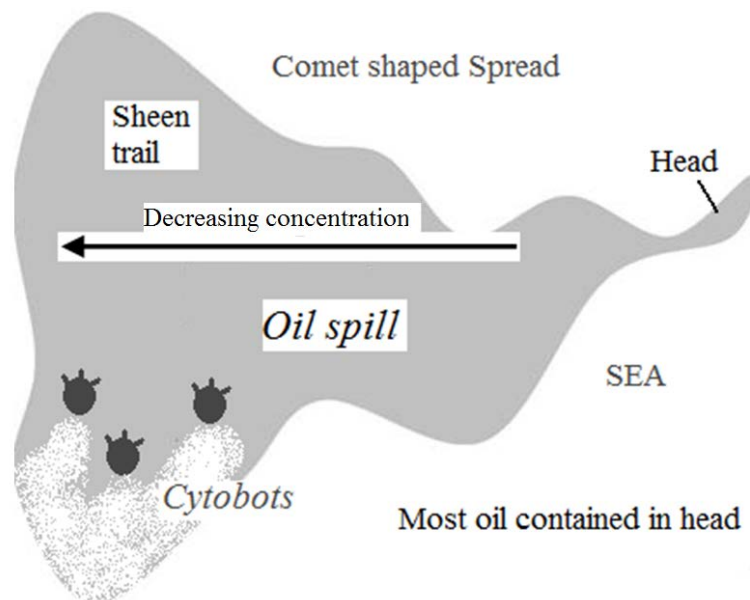 Comet shaped Spread
Sheen
trail
Head
Decreasing concentration
Oil spill
SEA
Cytobots
Most oil contained in head